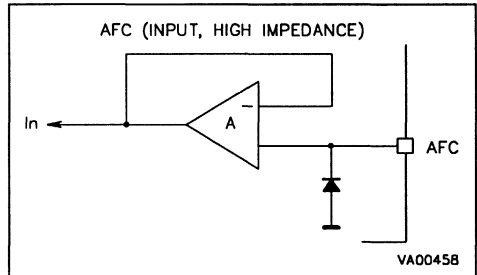 AFC (INPUT, HIGH IMPEDANCE)
−
In
A
AFC
VA00458